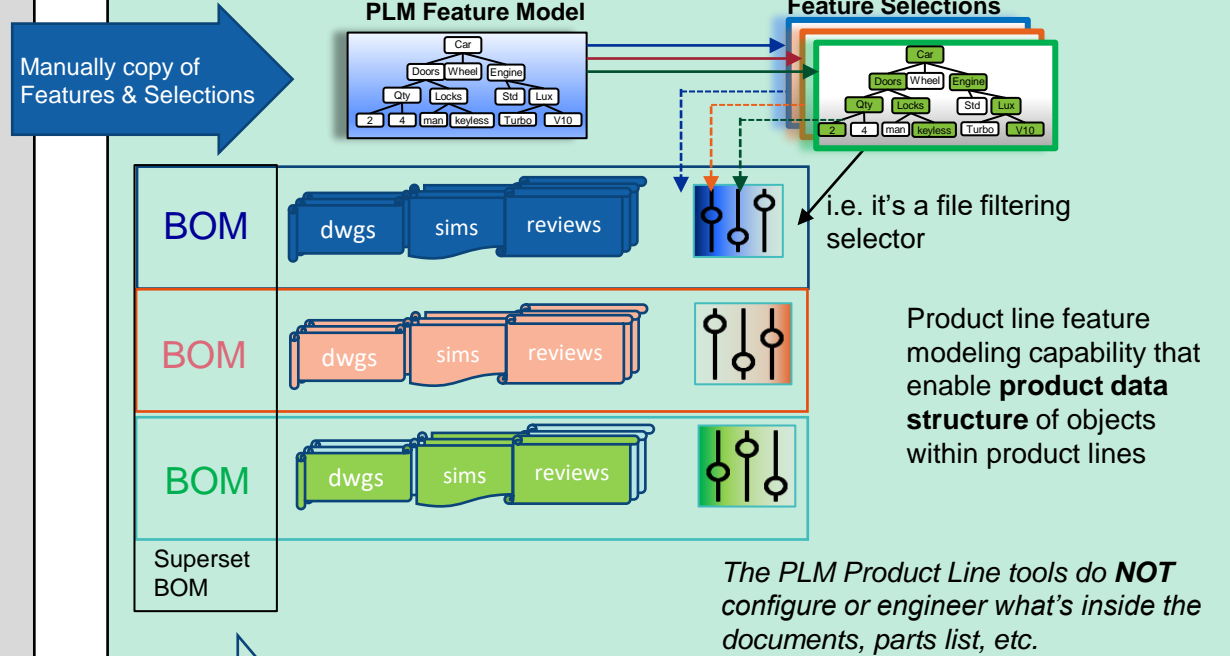 PLM Feature Model
Feature Selections
Manually copy of
Features & Selections
Car
Doors Wheel Engine
Qty Locks Std Lux
2 4 man keyless Turbo V10
Car
Doors Wheel Engine
Qty Locks Std Lux
2 4 man keyless Turbo V10
BOM
dwgs sims reviews
i.e. it's a file filtering
selector
BOM
dwgs sims reviews
Product line feature
modeling capability that
enable product data
structure of objects
within product lines
BOM
dwgs sims reviews
Superset
BOM
The PLM Product Line tools do NOT
configure or engineer what's inside the
documents, parts list, etc.